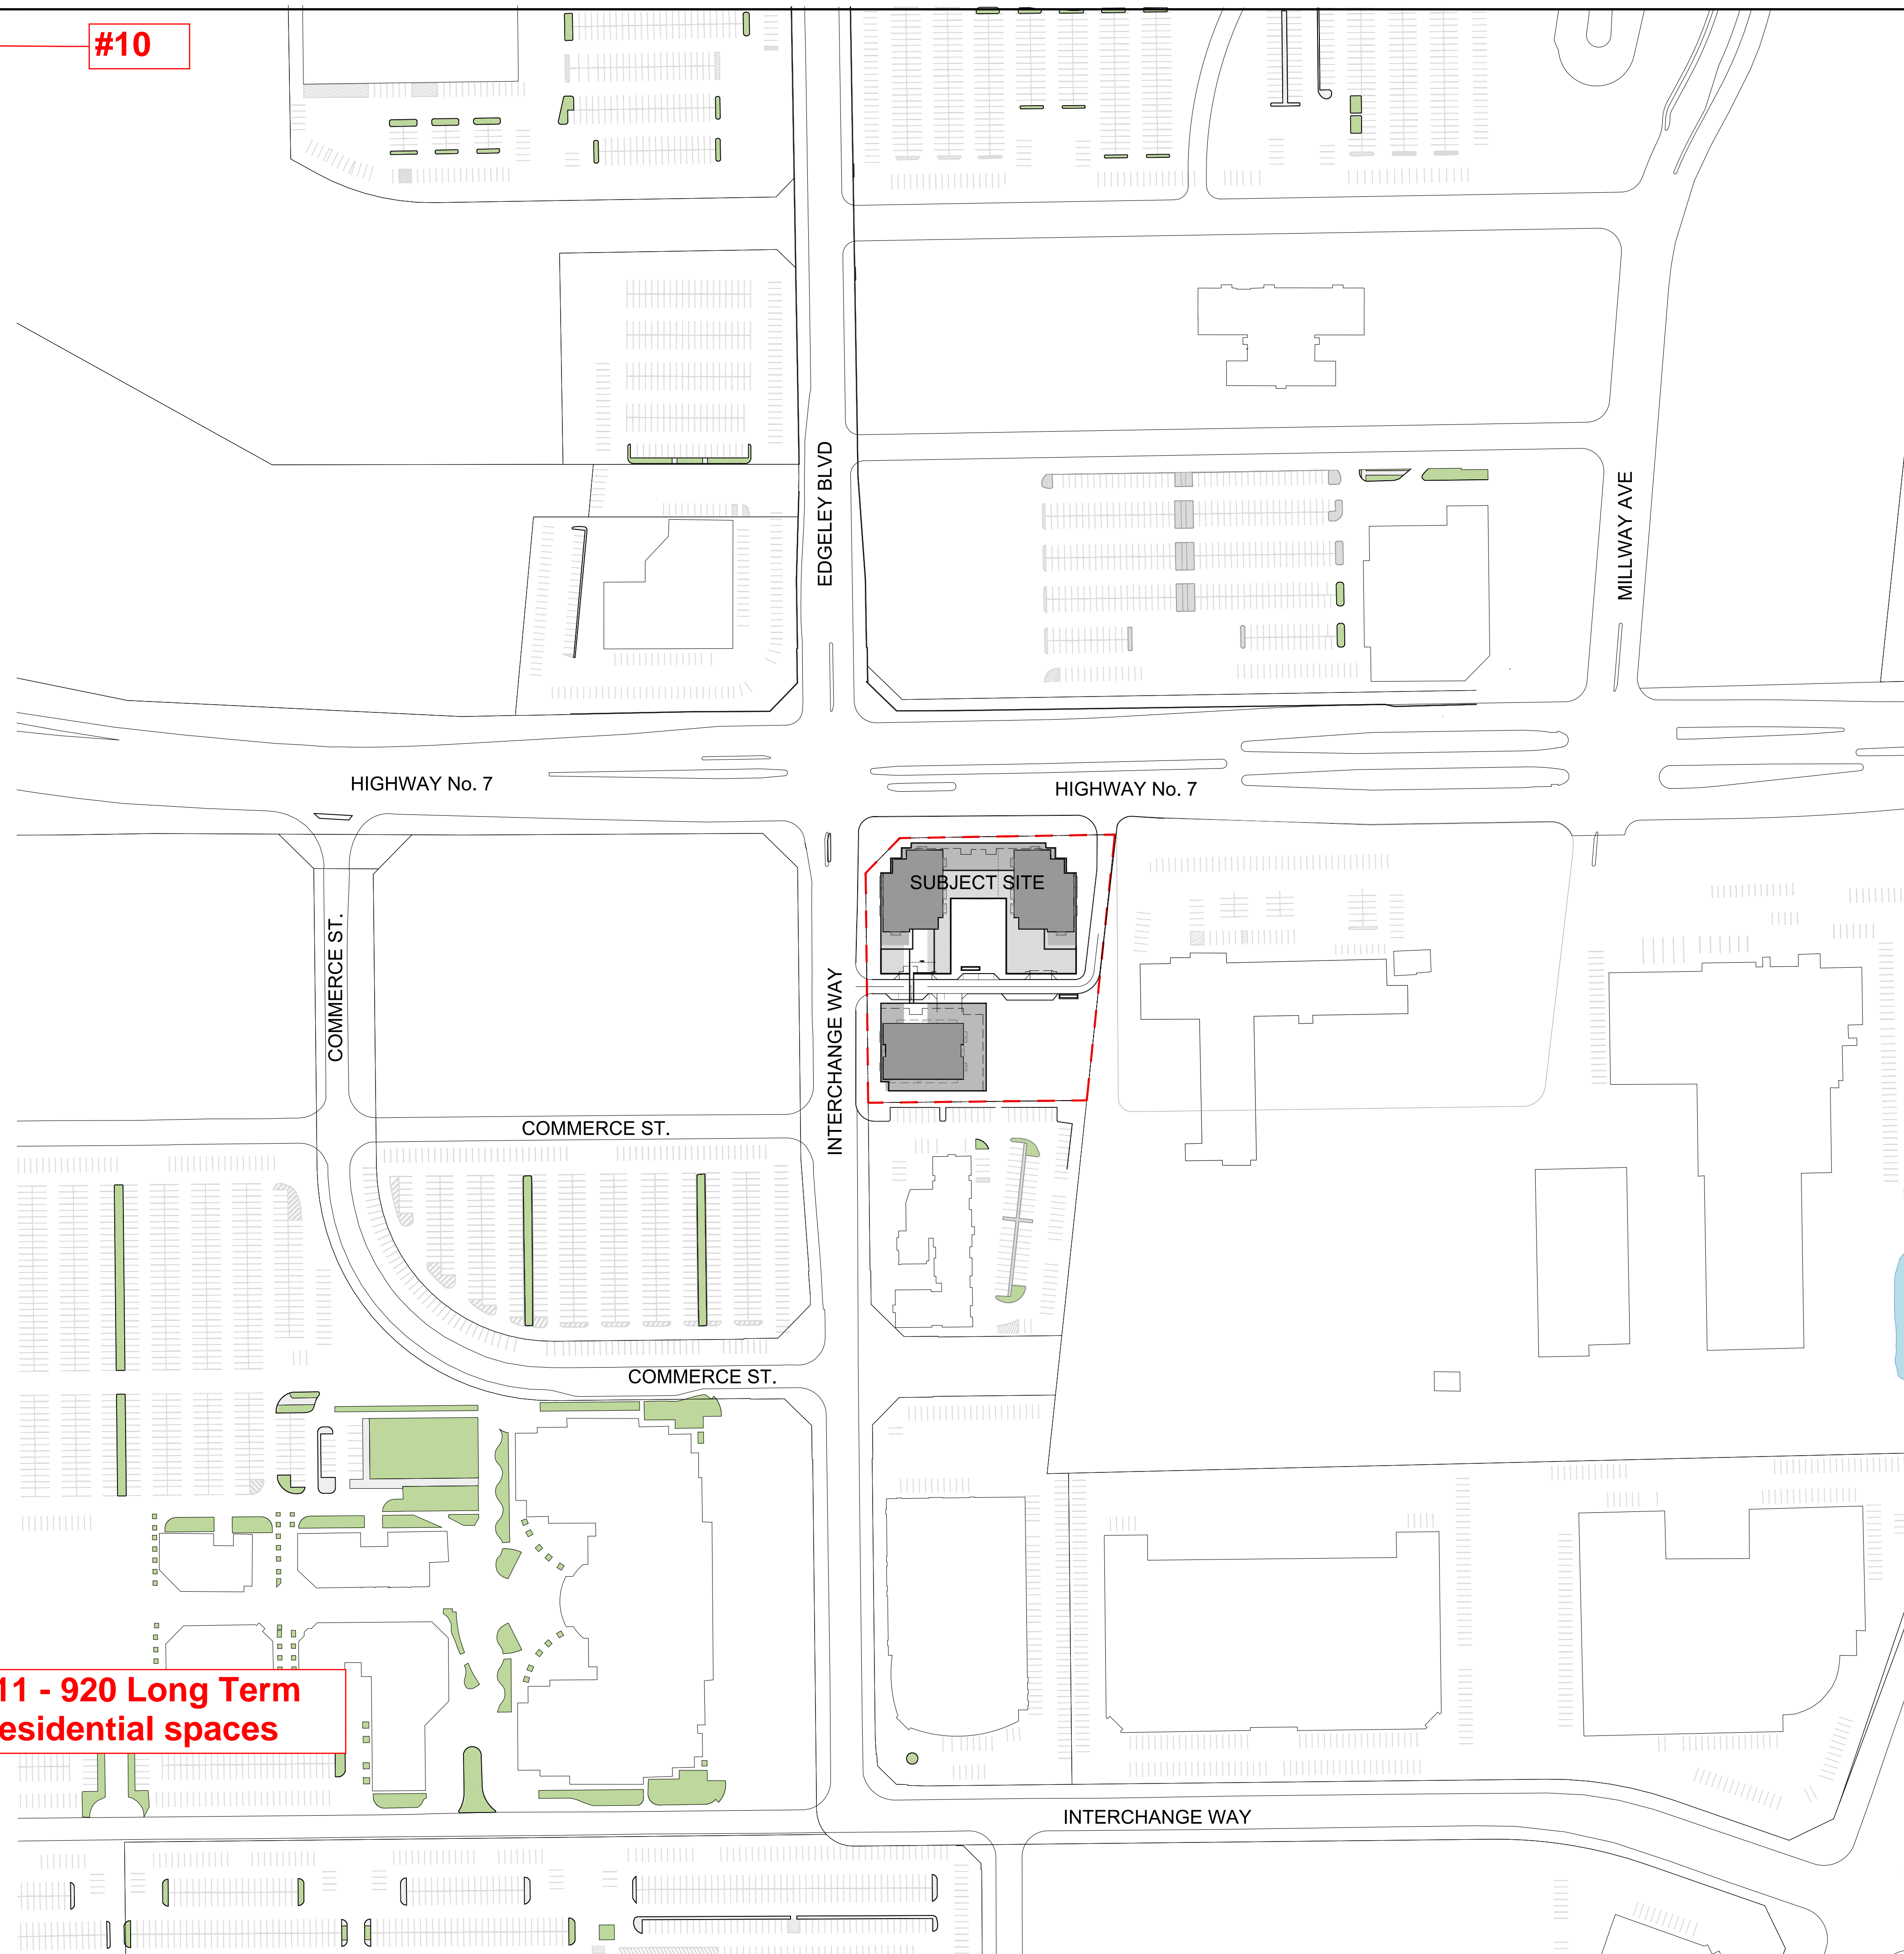 #10
EDGELEY BLVD
MILLWAY AVE
HIGHWAY No. 7
HIGHWAY No. 7
SUBJECT SITE
COMMERCE ST.
INTERCHANGE WAY
COMMERCE ST.
COMMERCE ST.
11 - 920 Long Term
esidential spaces
INTERCHANGE WAY